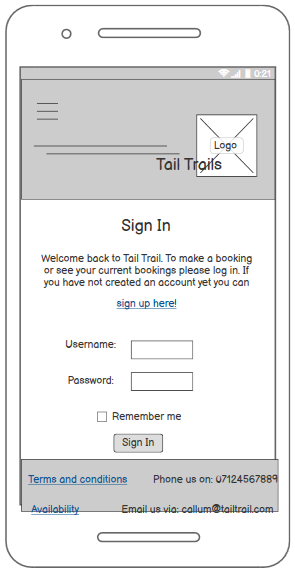 0:21
Logo
Tail Trails
Sign In
Welcome back to Tail Trail. To make a booking
or see your current bookings please log in. If
you have not created an account yet you can
sign up here!
Username:
Password:
Remember me
Sign In
Terms and conditions Phone us on: 07124567889
Availability Email us via: callum@tailtrail.com